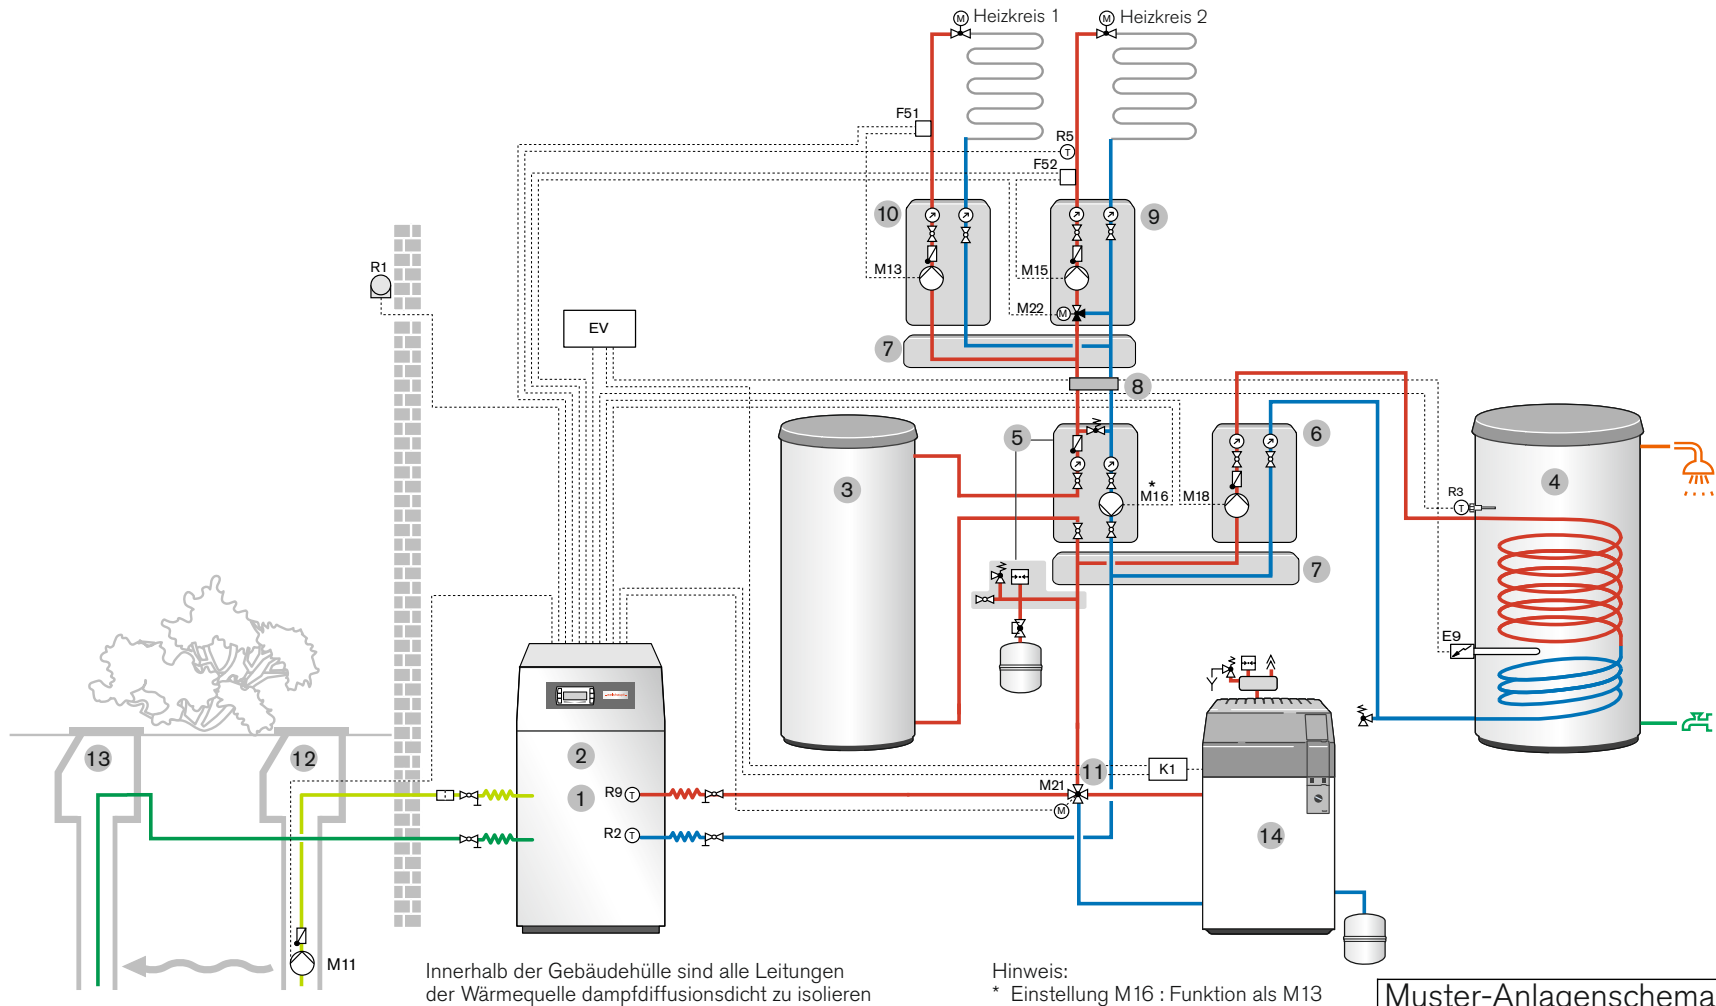 M Heizkreis 1
M Heizkreis 2
F51
R5
T
F52
10
9
R1
M13
M15
M22
M
EV
7
8
5
6
3
4
*
M16
M18
R3
T
7
E9
13
12
2
1
R9
T
R2
T
11
M21
M
K1
14
M11
Innerhalb der Gebäudehülle sind alle Leitungen
der Wärmequelle dampfdiffusionsdicht zu isolieren
Hinweis:
* Einstellung M16 : Funktion als M13
Muster-Anlagenschema